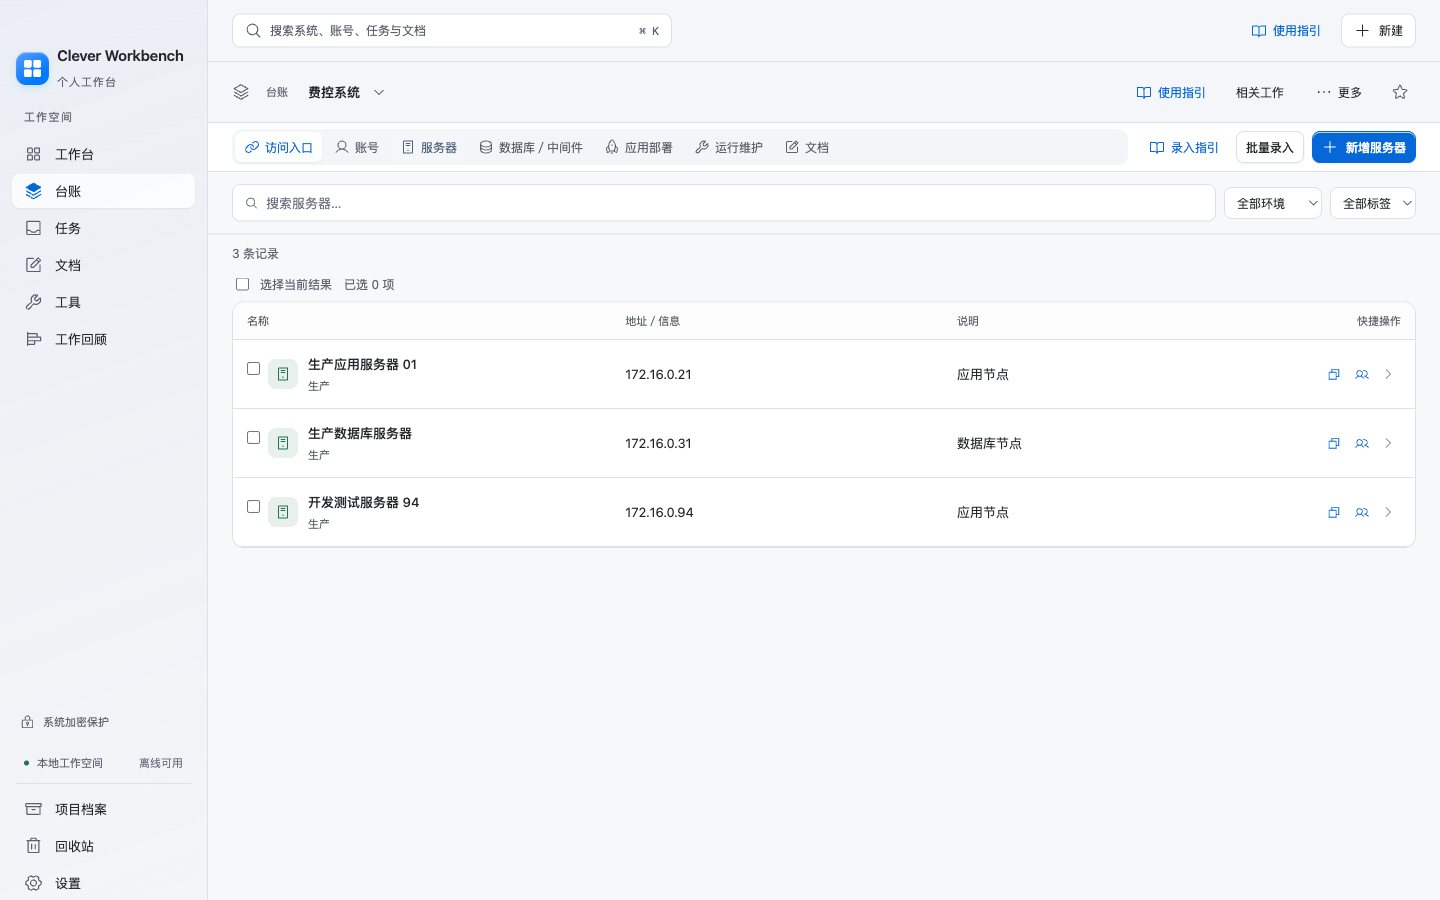 Clever Workbench
个人工作台
工作空间
工作台
台账
任务
文档
工具
工作回顾
系统加密保护
本地工作空间 离线可用
项目档案
回收站
设置
搜索系统、账号、任务与文档 ⌘ K
使用指引 新建
台账 费控系统
使用指引 相关工作 ··· 更多
访问入口 账号 服务器 数据库 / 中间件 应用部署 运行维护 文档
录入指引 批量录入 新增服务器
搜索服务器... 全部环境 全部标签
3 条记录
选择当前结果 已选 0 项
名称 地址 / 信息 说明 快捷操作
生产应用服务器 01
生产
172.16.0.21 应用节点
生产数据库服务器
生产
172.16.0.31 数据库节点
开发测试服务器 94
生产
172.16.0.94 应用节点